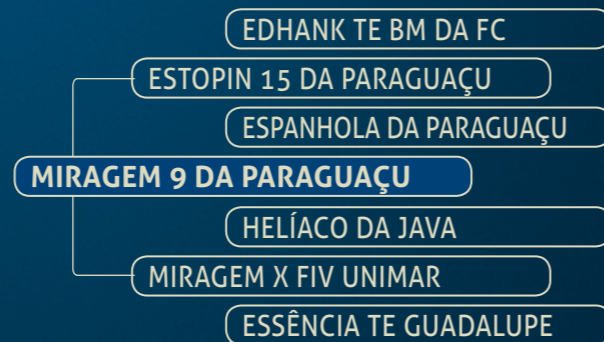 EDHANK TE BM DA FC
ESTOPIN 15 DA PARAGUAÇU
ESPANHOLA DA PARAGUAÇU
MIRAGEM 9 DA PARAGUAÇU
HELÍACO DA JAVA
MIRAGEM X FIV UNIMAR
ESSÊNCIA TE GUADALUPE